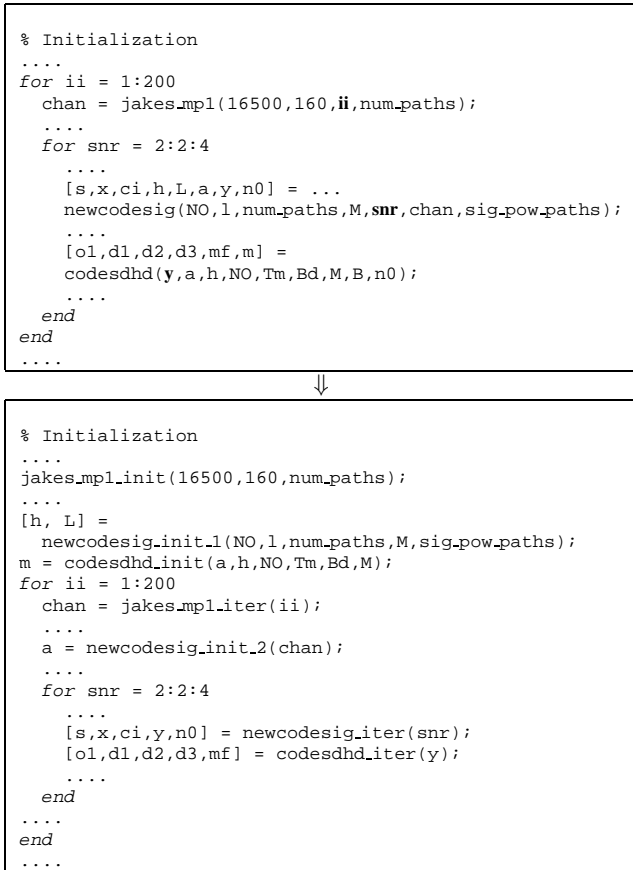 % Initialization
....
for ii = 1:200
  chan = jakes_mp1(16500,160,ii,num_paths);
  ....
  for snr = 2:2:4
    ....
    [s,x,ci,h,L,a,y,n0] = ...
    newcodesig(NO,l,num_paths,M,snr,chan,sig_pow_paths);
    ....
    [o1,d1,d2,d3,mf,m] =
    codesdhd(y,a,h,NO,Tm,Bd,M,B,n0);
    ....
  end
end
....
⇓
% Initialization
....
jakes_mp1_init(16500,160,num_paths);
....
[h, L] =
  newcodesig_init_1(NO,l,num_paths,M,sig_pow_paths);
m = codesdhd_init(a,h,NO,Tm,Bd,M);
for ii = 1:200
  chan = jakes_mp1_iter(ii);
  ....
  a = newcodesig_init_2(chan);
  ....
  for snr = 2:2:4
    ....
    [s,x,ci,y,n0] = newcodesig_iter(snr);
    [o1,d1,d2,d3,mf] = codesdhd_iter(y);
    ....
  end
....
end
....